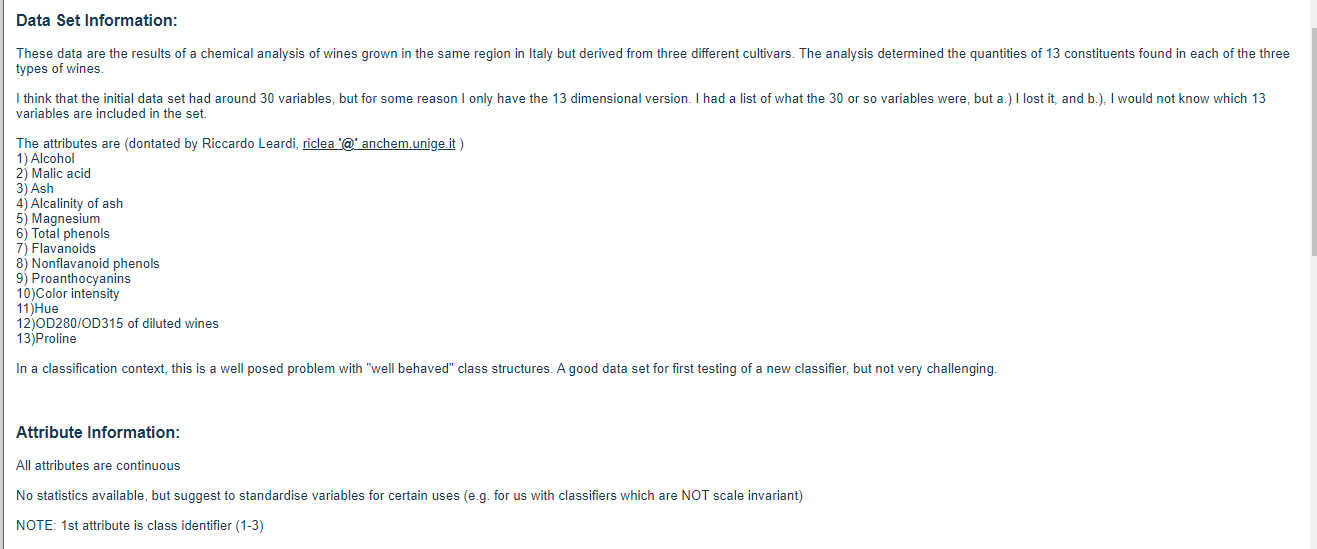 Data Set Information:
These data are the results of a chemical analysis of wines grown in the same region in Italy but derived from three different cultivars. The analysis determined the quantities of 13 constituents found in each of the three
types of wines.
I think that the initial data set had around 30 variables, but for some reason I only have the 13 dimensional version. I had a list of what the 30 or so variables were, but a.) I lost it, and b.), I would not know which 13
variables are included in the set.
The attributes are (dontated by Riccardo Leardi, riclea '@' anchem.unige.it )
1) Alcohol
2) Malic acid
3) Ash
4) Alcalinity of ash
5) Magnesium
6) Total phenols
7) Flavanoids
8) Nonflavanoid phenols
9) Proanthocyanins
10)Color intensity
11)Hue
12)OD280/OD315 of diluted wines
13)Proline
In a classification context, this is a well posed problem with "well behaved" class structures. A good data set for first testing of a new classifier, but not very challenging.
Attribute Information:
All attributes are continuous
No statistics available, but suggest to standardise variables for certain uses (e.g. for us with classifiers which are NOT scale invariant)
NOTE: 1st attribute is class identifier (1-3)